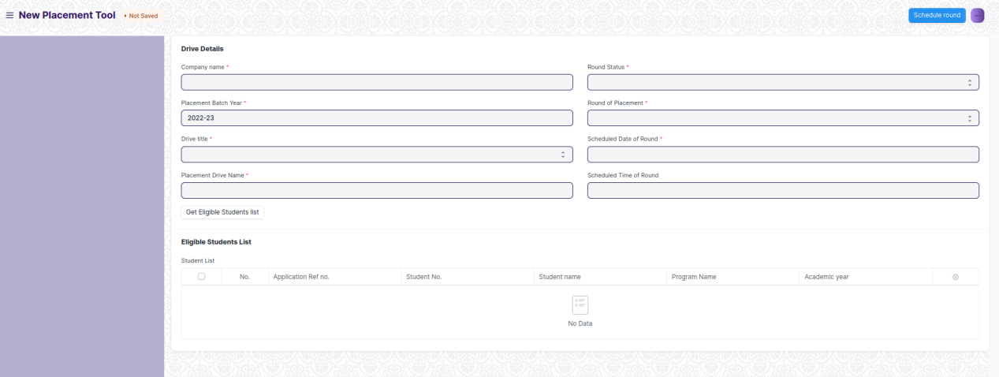 New Placement Tool • Not Saved
Schedule round
Drive Details
Company name *
Round Status *
Placement Batch Year *
2022-23
Round of Placement *
Drive title *
Scheduled Date of Round *
Placement Drive Name *
Scheduled Time of Round
Get Eligible Students list
Eligible Students List
Student List
No. Application Ref no. Student No. Student name Program Name Academic year
No Data